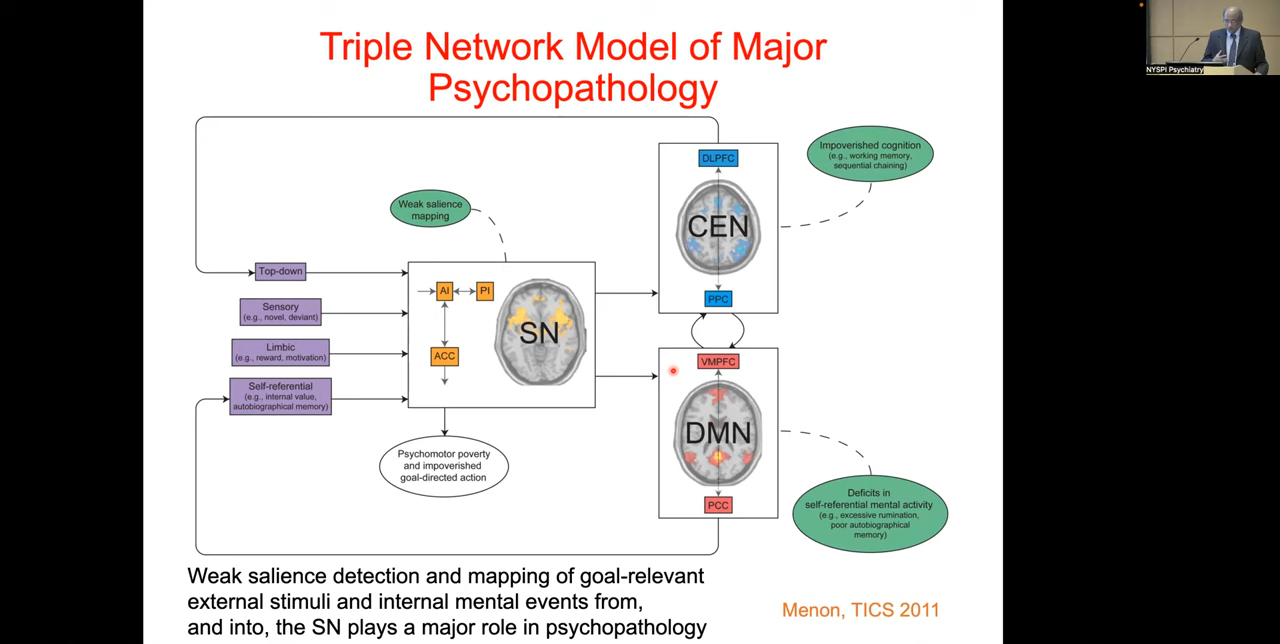 Triple Network Model of Major
Psychopathology
NYSPI Psychiatry
Impoverished cognition
(e.g., working memory,
sequential chaining)
DLPFC
CEN
PPC
Weak salience
mapping
Top-down
Sensory
(e.g., novel, deviant)
Limbic
(e.g., reward, motivation)
Self-referential
(e.g., internal value,
autobiographical memory)
AI
PI
SN
ACC
Psychomotor poverty
and impoverished
goal-directed action
VMPFC
DMN
PCC
Deficits in
self-referential mental activity
(e.g., excessive rumination,
poor autobiographical
memory)
Weak salience detection and mapping of goal-relevant
external stimuli and internal mental events from,
and into, the SN plays a major role in psychopathology
Menon, TICS 2011